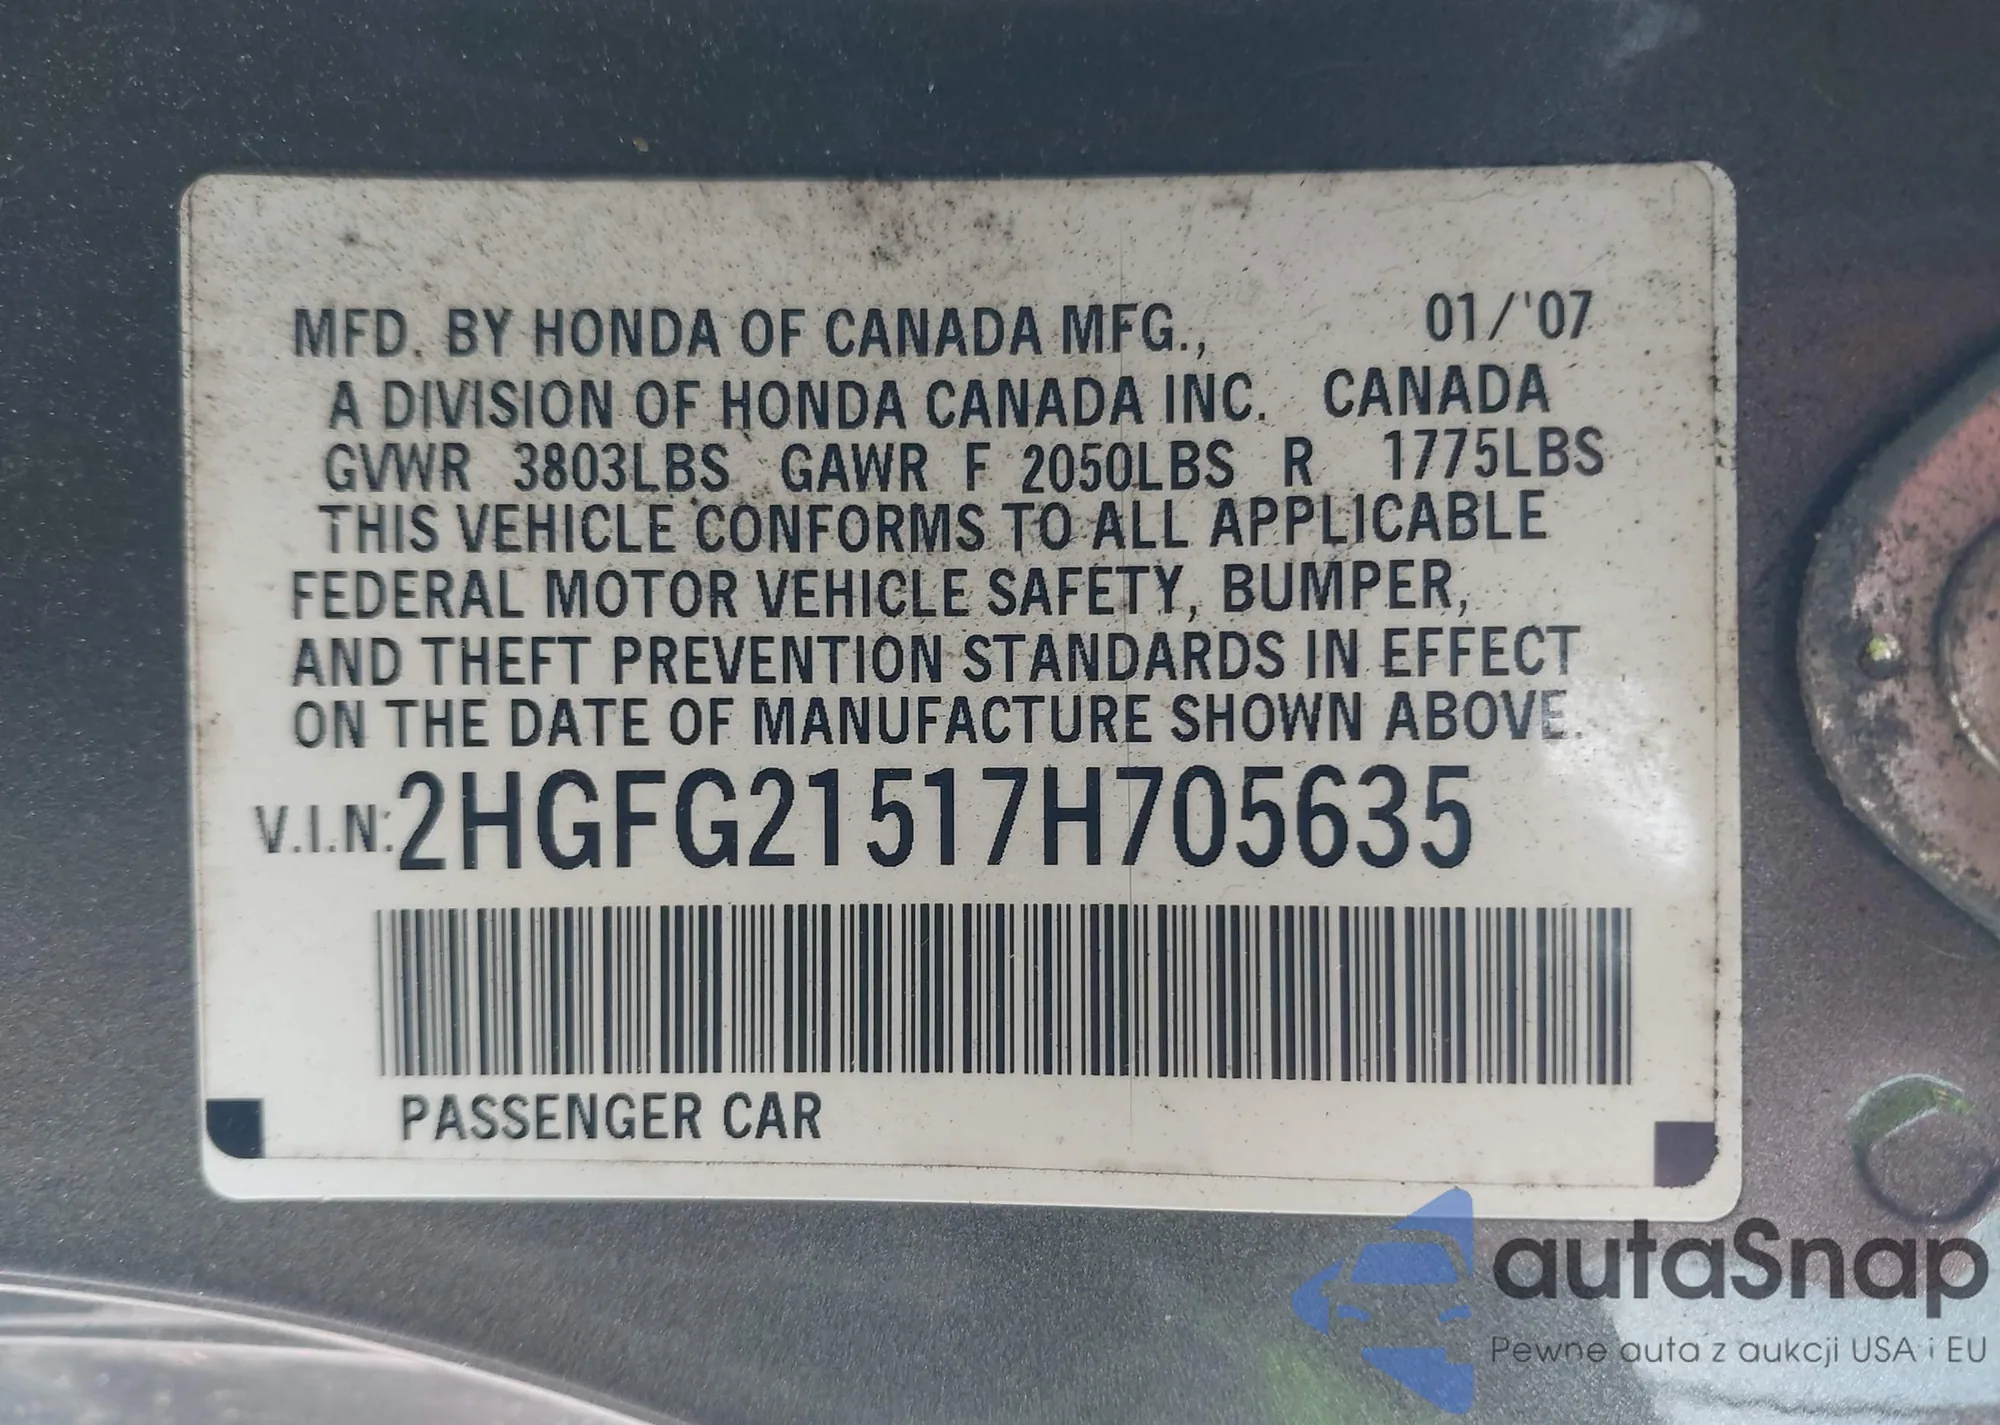 MFD. BY HONDA OF CANADA MFG., 01/'07
A DIVISION OF HONDA CANADA INC. CANADA
GVWR 3803LBS GAWR F 2050LBS R 1775LBS
THIS VEHICLE CONFORMS TO ALL APPLICABLE
FEDERAL MOTOR VEHICLE SAFETY, BUMPER,
AND THEFT PREVENTION STANDARDS IN EFFECT
ON THE DATE OF MANUFACTURE SHOWN ABOVE.
V.I.N: 2HGFG21517H705635
PASSENGER CAR
autaSnap
Pewne auta z aukcji USA i EU